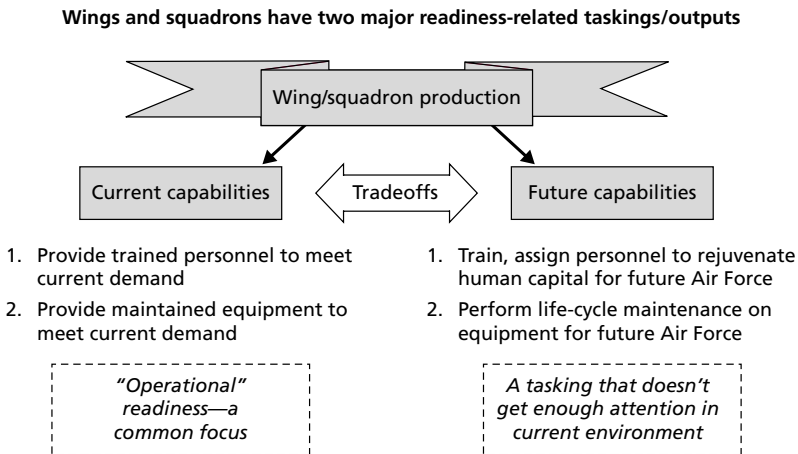 Wings and squadrons have two major readiness-related taskings/outputs
Wing/squadron production
Current capabilities
Tradeoffs
Future capabilities
1. Provide trained personnel to meet
current demand
2. Provide maintained equipment to
meet current demand
1. Train, assign personnel to rejuvenate
human capital for future Air Force
2. Perform life-cycle maintenance on
equipment for future Air Force
“Operational”
readiness—a
common focus
A tasking that doesn’t
get enough attention in
current environment